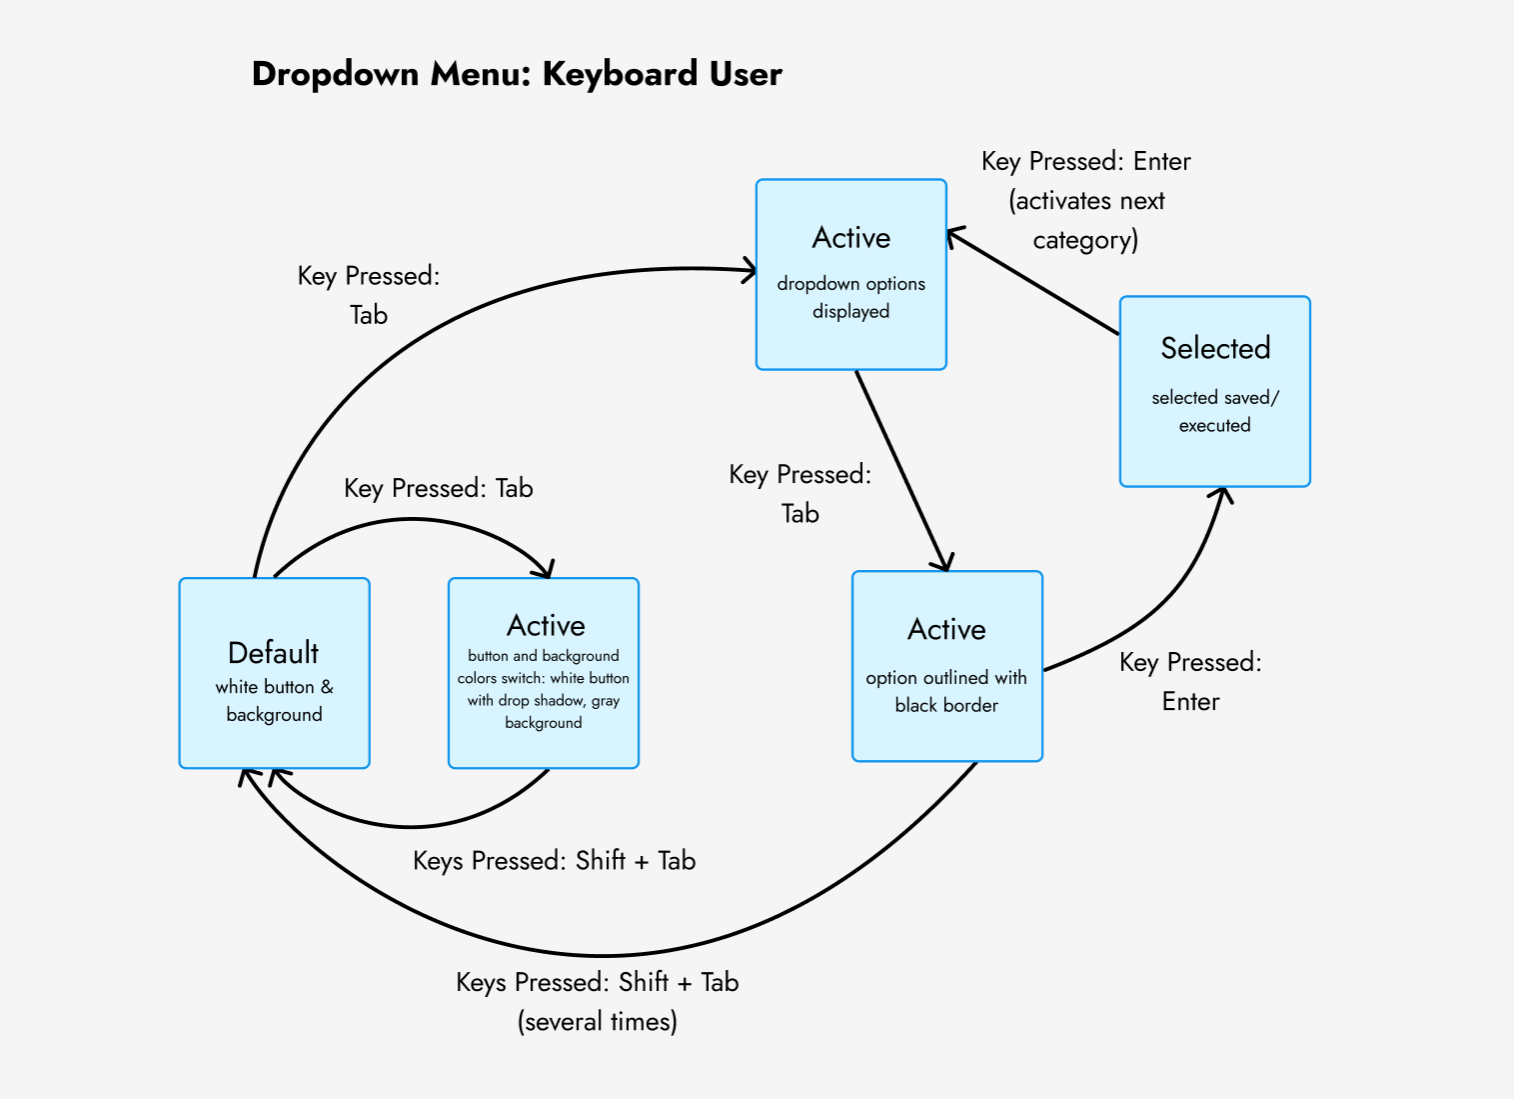 Dropdown Menu: Keyboard User
Key Pressed: Enter
(activates next
category)
Active
dropdown options
displayed
Key Pressed:
Tab
Selected
selected saved/
executed
Key Pressed:
Tab
Key Pressed: Tab
Default
white button &
background
Active
button and background
colors switch: white button
with drop shadow, gray
background
Active
option outlined with
black border
Key Pressed:
Enter
Keys Pressed: Shift + Tab
Keys Pressed: Shift + Tab
(several times)